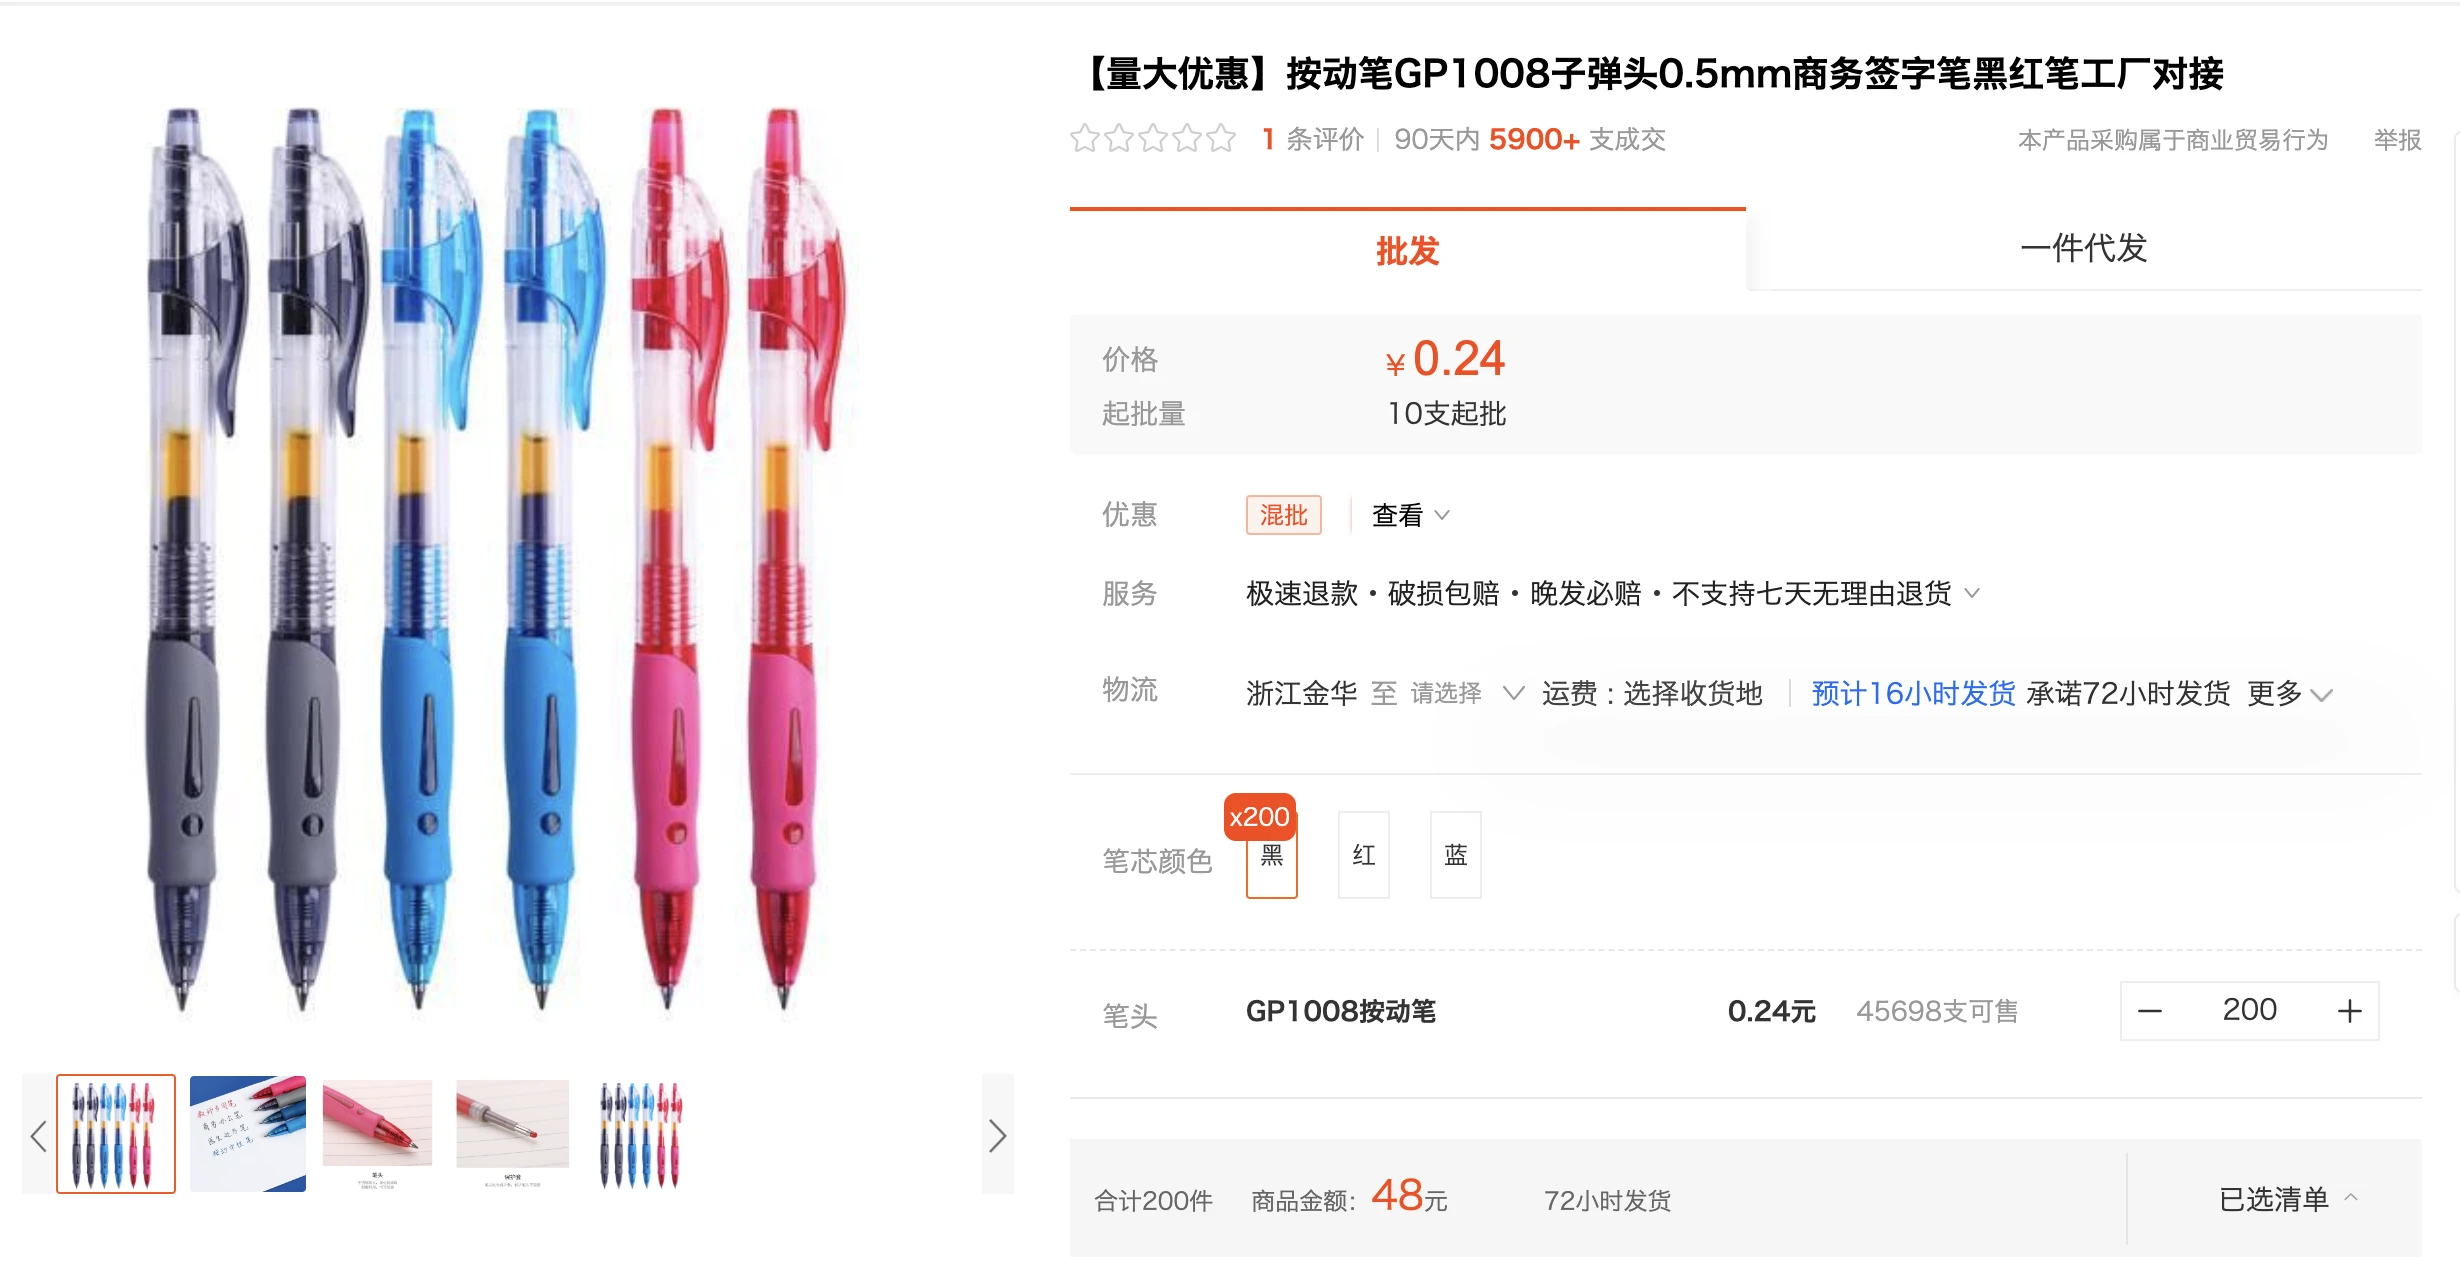 【量大优惠】按动笔GP1008子弹头0.5mm商务签字笔黑红笔工厂对接
1 条评价 90天内 5900+ 支成交
本产品采购属于商业贸易行为 举报
批发 一件代发
价格 ¥0.24
起批量 10支起批
优惠 混批 查看
服务 极速退款·破损包赔·晚发必赔·不支持七天无理由退货
物流 浙江金华 至 请选择 运费:选择收货地 预计16小时发货 承诺72小时发货 更多
x200
笔芯颜色 黑 红 蓝
笔头 GP1008按动笔 0.24元 45698支可售 － 200 ＋
合计200件 商品金额: 48元 72小时发货 已选清单
笔头
保护套